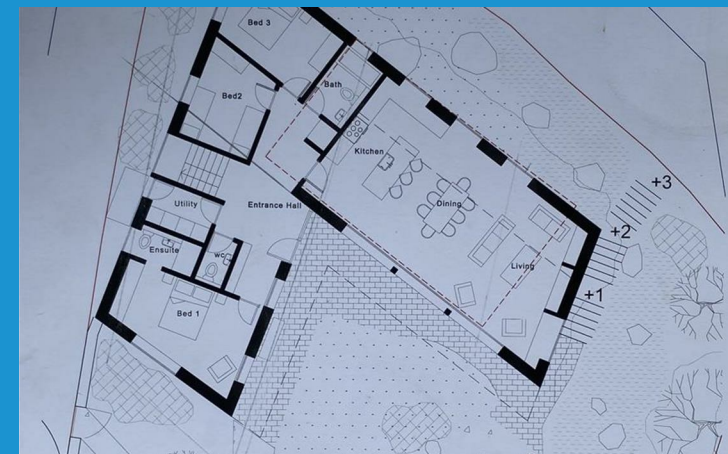 Bed 3
Bed2
Bath
Kitchen
+3
Utility
Entrance Hall
Dining
+2
Ensuite
wc
Living
+1
Bed 1